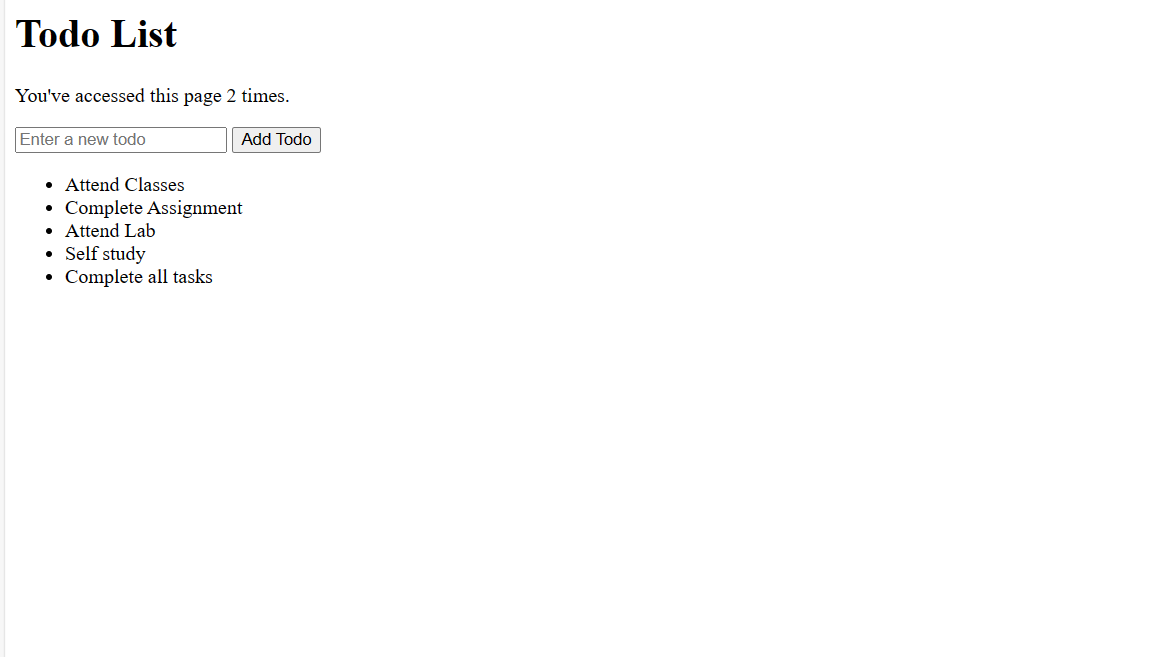 Todo List
You've accessed this page 2 times.
Enter a new todo Add Todo
Attend Classes
Complete Assignment
Attend Lab
Self study
Complete all tasks